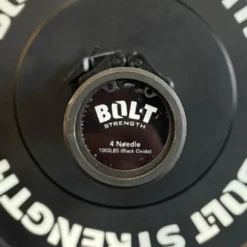 BOLT
STRENGTH
4 Needle
1000LBS (Black Oxide)
BOLT STRENGTH